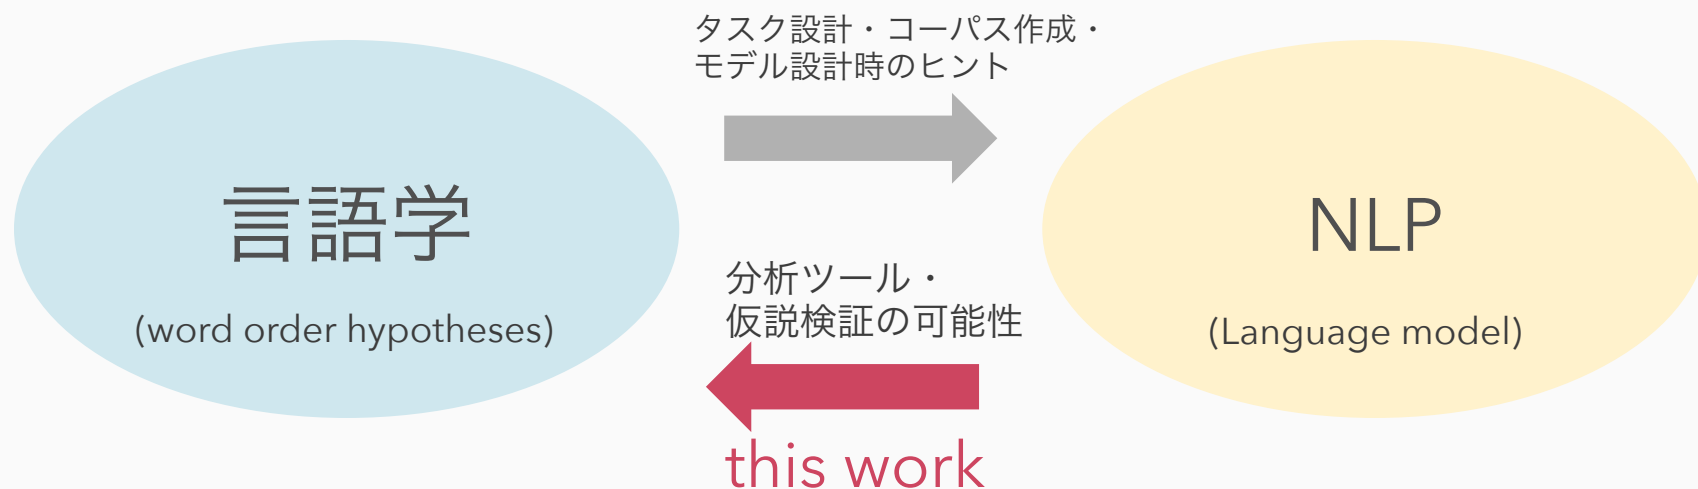 タスク設計・コーパス作成・
モデル設計時のヒント
言語学
(word order hypotheses)
NLP
(Language model)
分析ツール・
仮説検証の可能性
this work